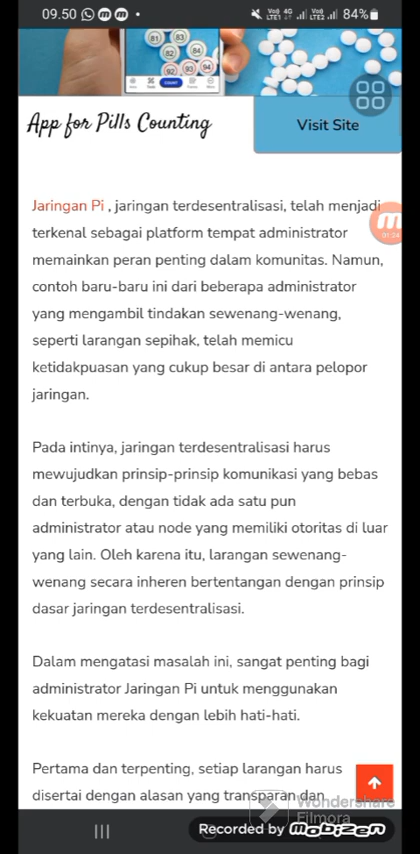 09.50
Voø 4G LTE1
Voø LTE2
84%
81 83
82 84
92 93 94
COUNT
App for Pills Counting
Visit Site
Jaringan Pi , jaringan terdesentralisasi, telah menjadi
terkenal sebagai platform tempat administrator
01:24
memainkan peran penting dalam komunitas. Namun,
contoh baru-baru ini dari beberapa administrator
yang mengambil tindakan sewenang-wenang,
seperti larangan sepihak, telah memicu
ketidakpuasan yang cukup besar di antara pelopor
jaringan.
Pada intinya, jaringan terdesentralisasi harus
mewujudkan prinsip-prinsip komunikasi yang bebas
dan terbuka, dengan tidak ada satu pun
administrator atau node yang memiliki otoritas di luar
yang lain. Oleh karena itu, larangan sewenang-
wenang secara inheren bertentangan dengan prinsip
dasar jaringan terdesentralisasi.
Dalam mengatasi masalah ini, sangat penting bagi
administrator Jaringan Pi untuk menggunakan
kekuatan mereka dengan lebih hati-hati.
Pertama dan terpenting, setiap larangan harus
disertai dengan alasan yang transparan dan
Wondershare
Filmora
Recorded by mobizen